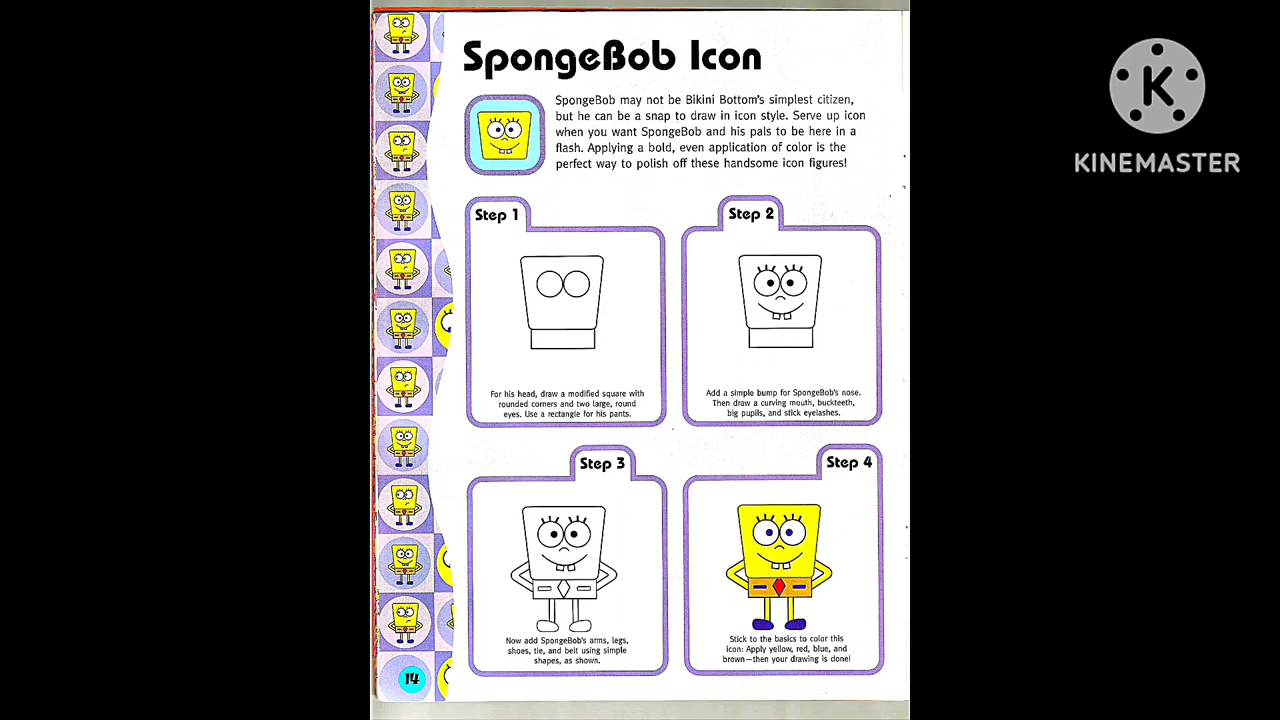 SpongeBob Icon
SpongeBob may not be Bikini Bottom's simplest citizen,
but he can be a snap to draw in icon style. Serve up icon
when you want SpongeBob and his pals to be here in a
flash. Applying a bold, even application of color is the
perfect way to polish off these handsome icon figures!
Step 1
For his head, draw a modified square with
rounded corners and two large, round
eyes. Use a rectangle for his pants.
Step 2
Add a simple bump for SpongeBob's nose.
Then draw a curving mouth, buckteeth,
big pupils, and stick eyelashes.
Step 3
Now add SpongeBob's arms, legs,
shoes, tie, and belt using simple
shapes, as shown.
Step 4
Stick to the basics to color this
icon: Apply yellow, red, blue, and
brown—then your drawing is done!
14
K
KINEMASTER